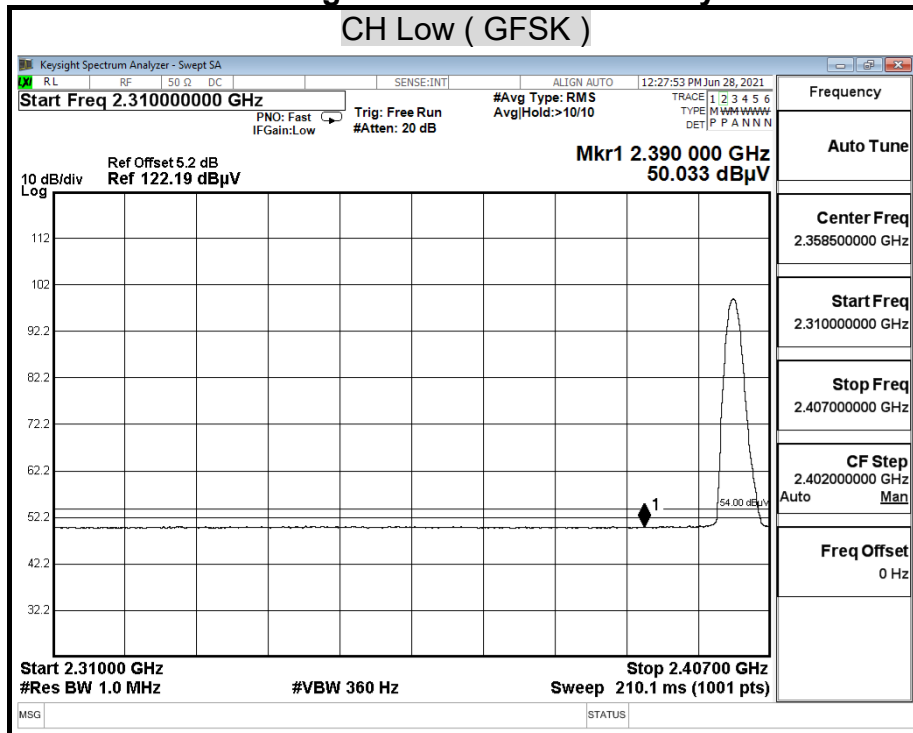 CH Low ( GFSK )
Keysight Spectrum Analyzer - Swept SA
LXI RL RF 50 Ω DC SENSE:INT ALIGN AUTO 12:27:53 PM Jun 28, 2021
Start Freq 2.310000000 GHz
PNO: Fast
IFGain:Low
Trig: Free Run
#Atten: 20 dB
#Avg Type: RMS
Avg|Hold:>10/10
TRACE 1 2 3 4 5 6
TYPE M WM WWWW
DET P P A N N N
Ref Offset 5.2 dB
10 dB/div Ref 122.19 dBµV
Log
Mkr1 2.390 000 GHz
50.033 dBµV
112
102
92.2
82.2
72.2
62.2
52.2
42.2
32.2
1
54.00 dBµV
Start 2.31000 GHz Stop 2.40700 GHz
#Res BW 1.0 MHz #VBW 360 Hz Sweep 210.1 ms (1001 pts)
MSG STATUS
Frequency
Auto Tune
Center Freq
2.358500000 GHz
Start Freq
2.310000000 GHz
Stop Freq
2.407000000 GHz
CF Step
2.402000000 GHz
Auto Man
Freq Offset
0 Hz